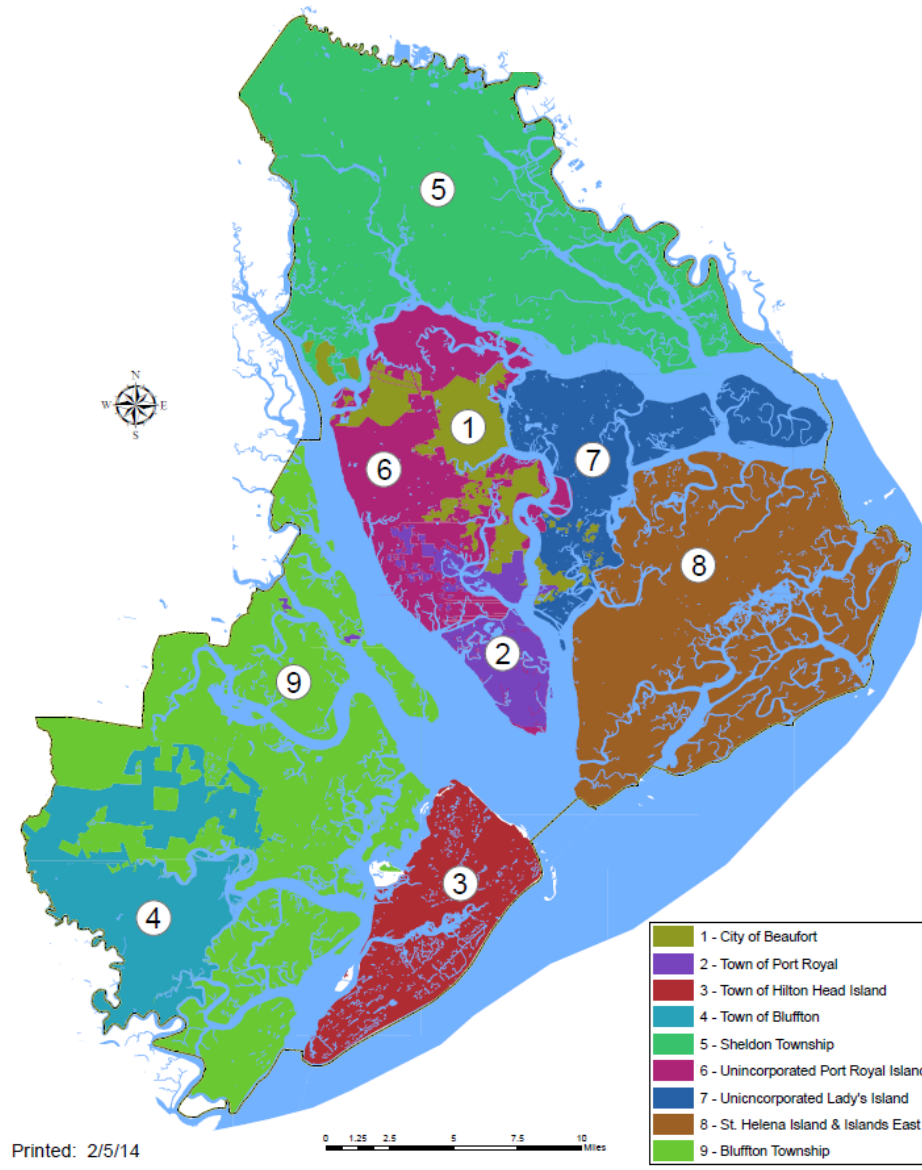 5
1
6
7
8
2
9
3
4
N
W E
S
1 - City of Beaufort
2 - Town of Port Royal
3 - Town of Hilton Head Island
4 - Town of Bluffton
5 - Sheldon Township
6 - Unincorporated Port Royal Island
7 - Unicncorporated Lady's Island
8 - St. Helena Island & Islands East
9 - Bluffton Township
Printed: 2/5/14
0 1.25 2.5 5 7.5 10
Miles